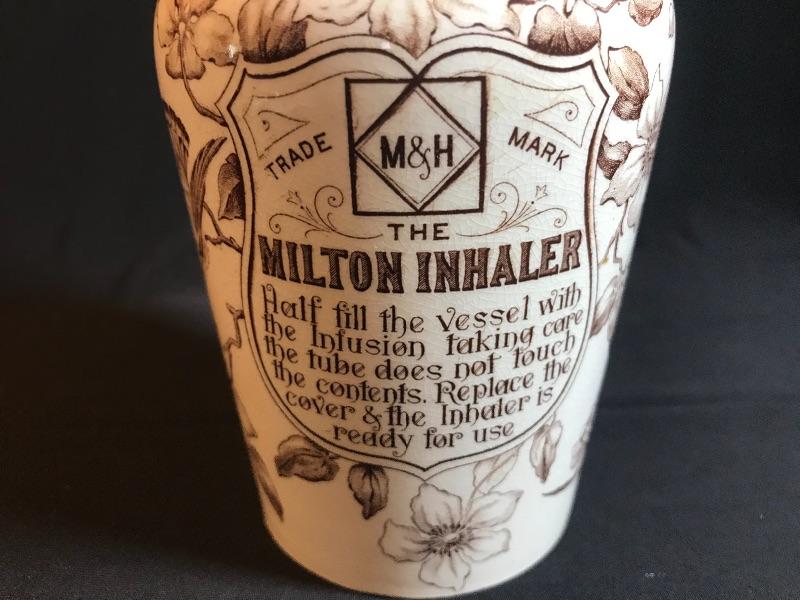 M&H
TRADE MARK
THE
MILTON INHALER
Half fill the vessel with
the Infusion taking care
the tube does not touch
the contents. Replace the
cover & the Inhaler is
ready for use